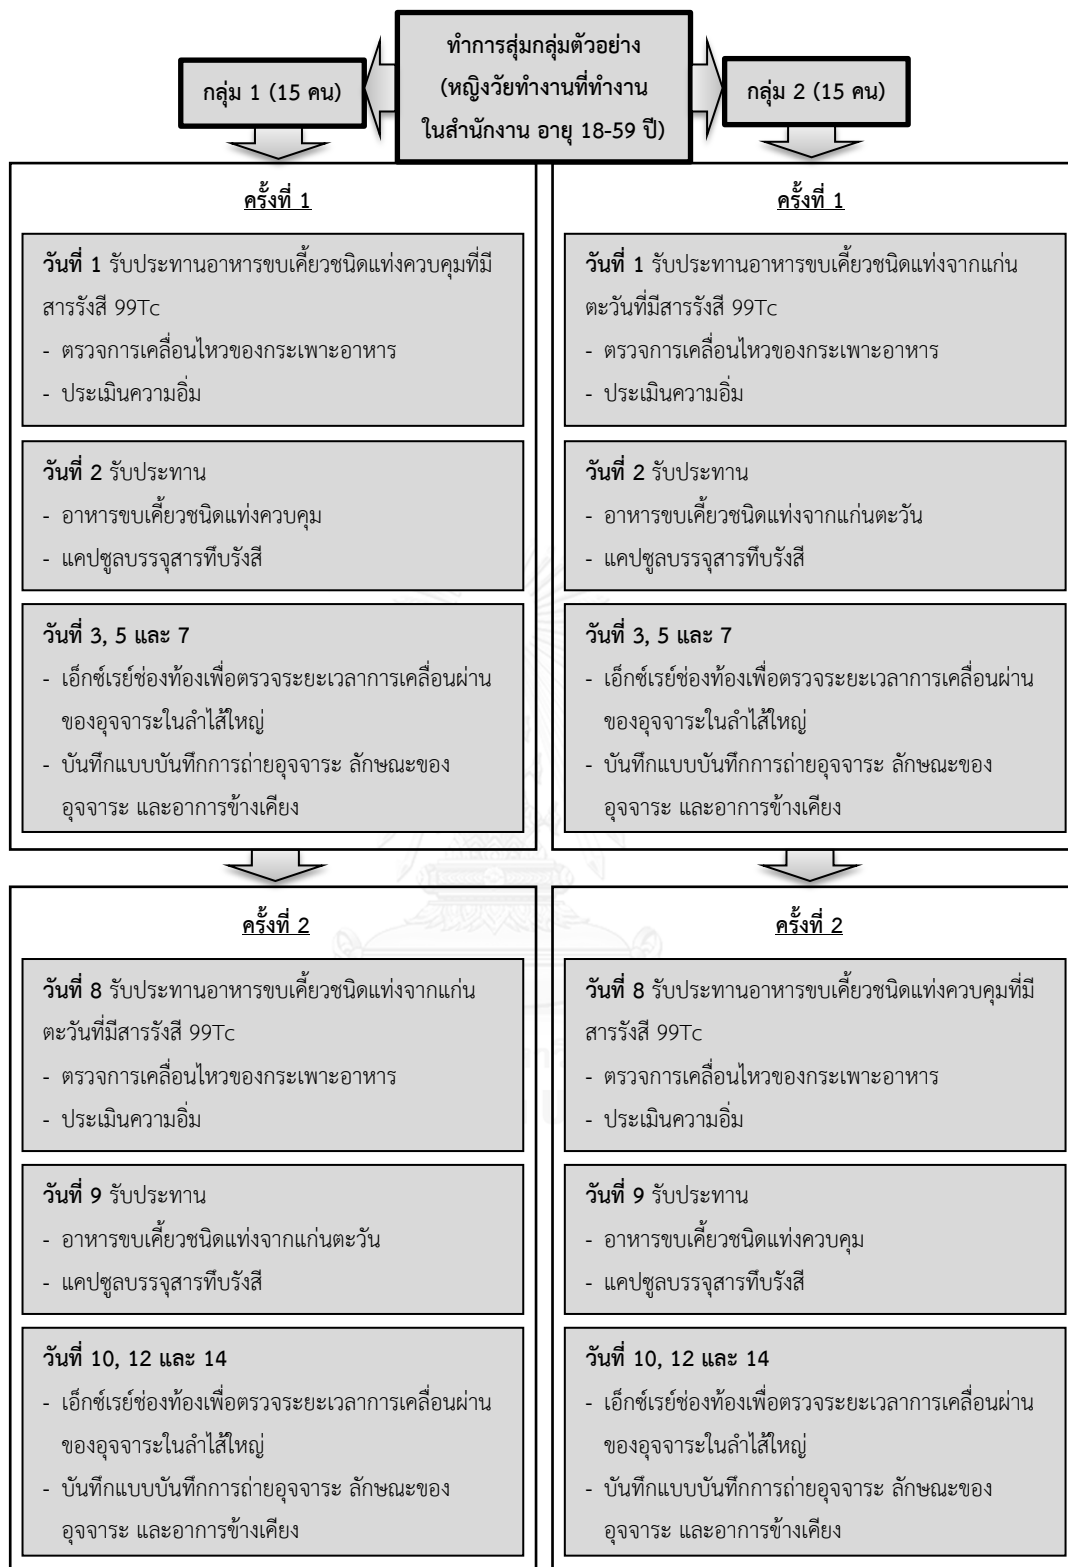 ทำการสุ่มกลุ่มตัวอย่าง
(หญิงวัยทำงานที่ทำงาน
ในสำนักงาน อายุ 18-59 ปี)
กลุ่ม 1 (15 คน)
กลุ่ม 2 (15 คน)
ครั้งที่ 1
วันที่ 1 รับประทานอาหารขบเคี้ยวชนิดแท่งควบคุมที่มี
สารรังสี 99Tc
- ตรวจการเคลื่อนไหวของกระเพาะอาหาร
- ประเมินความอิ่ม
วันที่ 2 รับประทาน
- อาหารขบเคี้ยวชนิดแท่งควบคุม
- แคปซูลบรรจุสารทึบรังสี
วันที่ 3, 5 และ 7
- เอ็กซ์เรย์ช่องท้องเพื่อตรวจระยะเวลาการเคลื่อนผ่าน
ของอุจจาระในลำไส้ใหญ่
- บันทึกแบบบันทึกการถ่ายอุจจาระ ลักษณะของ
อุจจาระ และอาการข้างเคียง
ครั้งที่ 1
วันที่ 1 รับประทานอาหารขบเคี้ยวชนิดแท่งจากแก่น
ตะวันที่มีสารรังสี 99Tc
- ตรวจการเคลื่อนไหวของกระเพาะอาหาร
- ประเมินความอิ่ม
วันที่ 2 รับประทาน
- อาหารขบเคี้ยวชนิดแท่งจากแก่นตะวัน
- แคปซูลบรรจุสารทึบรังสี
วันที่ 3, 5 และ 7
- เอ็กซ์เรย์ช่องท้องเพื่อตรวจระยะเวลาการเคลื่อนผ่าน
ของอุจจาระในลำไส้ใหญ่
- บันทึกแบบบันทึกการถ่ายอุจจาระ ลักษณะของ
อุจจาระ และอาการข้างเคียง
ครั้งที่ 2
วันที่ 8 รับประทานอาหารขบเคี้ยวชนิดแท่งจากแก่น
ตะวันที่มีสารรังสี 99Tc
- ตรวจการเคลื่อนไหวของกระเพาะอาหาร
- ประเมินความอิ่ม
วันที่ 9 รับประทาน
- อาหารขบเคี้ยวชนิดแท่งจากแก่นตะวัน
- แคปซูลบรรจุสารทึบรังสี
วันที่ 10, 12 และ 14
- เอ็กซ์เรย์ช่องท้องเพื่อตรวจระยะเวลาการเคลื่อนผ่าน
ของอุจจาระในลำไส้ใหญ่
- บันทึกแบบบันทึกการถ่ายอุจจาระ ลักษณะของ
อุจจาระ และอาการข้างเคียง
ครั้งที่ 2
วันที่ 8 รับประทานอาหารขบเคี้ยวชนิดแท่งควบคุมที่มี
สารรังสี 99Tc
- ตรวจการเคลื่อนไหวของกระเพาะอาหาร
- ประเมินความอิ่ม
วันที่ 9 รับประทาน
- อาหารขบเคี้ยวชนิดแท่งควบคุม
- แคปซูลบรรจุสารทึบรังสี
วันที่ 10, 12 และ 14
- เอ็กซ์เรย์ช่องท้องเพื่อตรวจระยะเวลาการเคลื่อนผ่าน
ของอุจจาระในลำไส้ใหญ่
- บันทึกแบบบันทึกการถ่ายอุจจาระ ลักษณะของ
อุจจาระ และอาการข้างเคียง